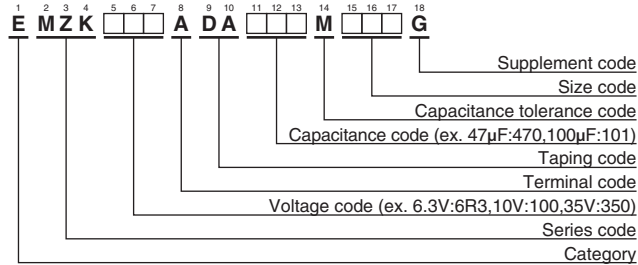 1 2 3 4 5 6 7 8 9 10 11 12 13 14 15 16 17 18
E MZK □□□ A DA □□□ M □□□ G
Supplement code
Size code
Capacitance tolerance code
Capacitance code (ex. 47µF:470,100µF:101)
Taping code
Terminal code
Voltage code (ex. 6.3V:6R3,10V:100,35V:350)
Series code
Category